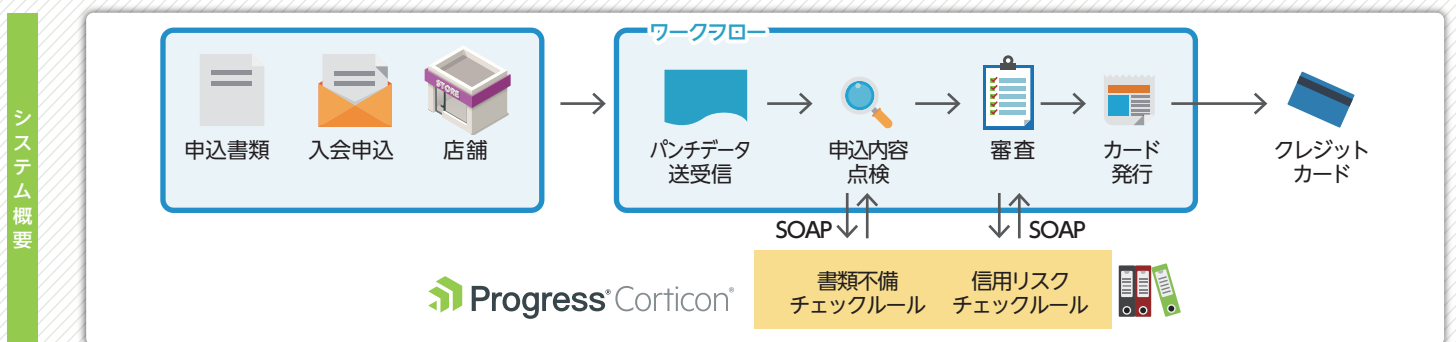 システム概要
ワークフロー
STORE
申込書類
入会申込
店舗
パンチデータ
送受信
申込内容
点検
審査
カード
発行
クレジット
カード
SOAP
SOAP
Progress® Corticon®
書類不備
チェックルール
信用リスク
チェックルール